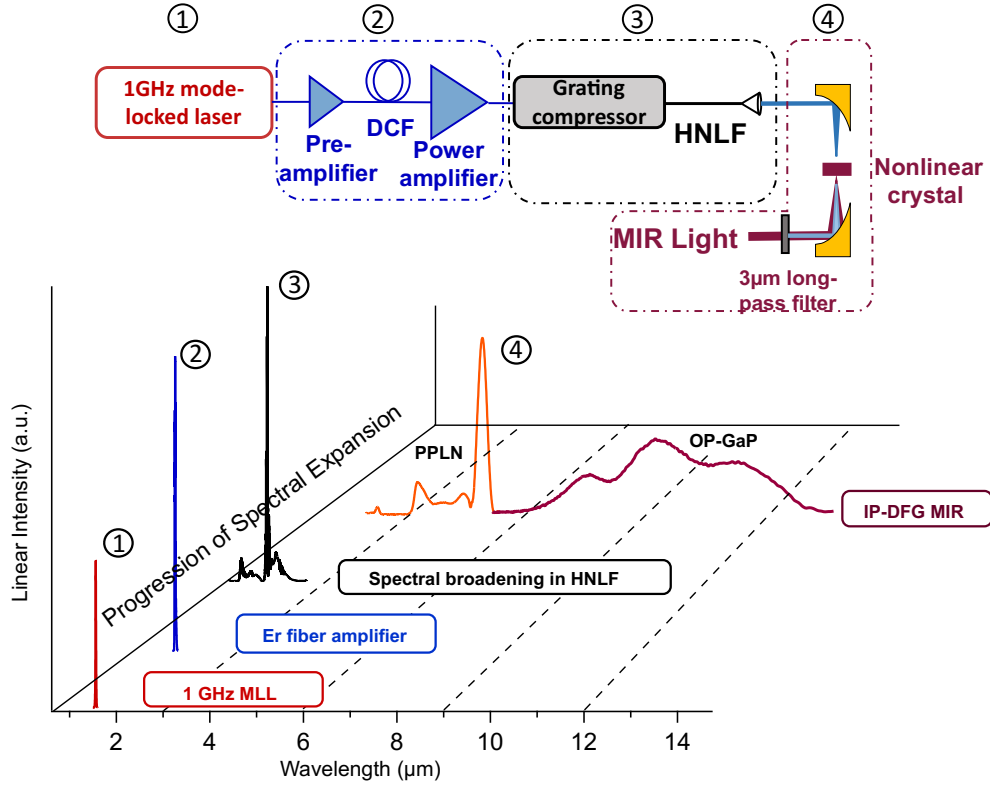 ①
②
③
④
1GHz mode-
locked laser
Pre-
amplifier
DCF
Power
amplifier
Grating
compressor
HNLF
Nonlinear
crystal
MIR Light
3µm long-
pass filter
Linear Intensity (a.u.)
Progression of Spectral Expansion
①
②
③
④
PPLN
OP-GaP
IP-DFG MIR
Spectral broadening in HNLF
Er fiber amplifier
1 GHz MLL
2
4
6
8
10
12
14
Wavelength (µm)